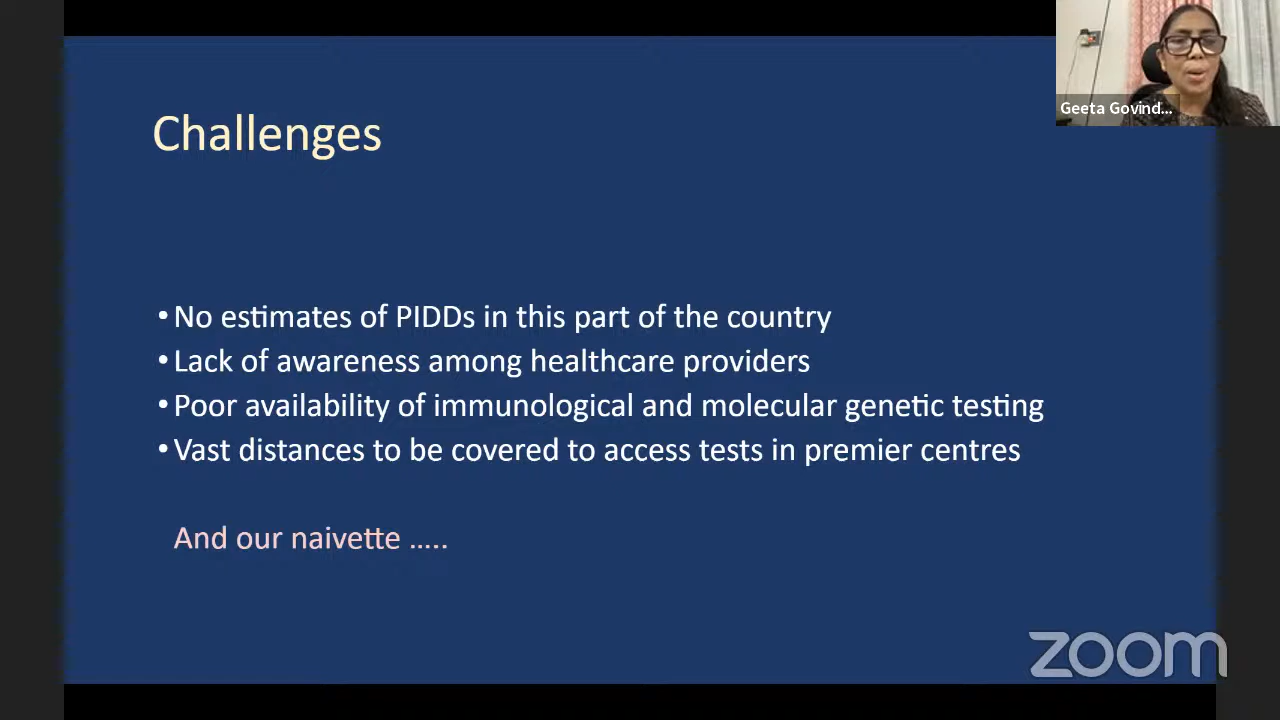 Geeta Govind...
Challenges
•No estimates of PIDDs in this part of the country
•Lack of awareness among healthcare providers
•Poor availability of immunological and molecular genetic testing
•Vast distances to be covered to access tests in premier centres
And our naivette .....
zoom